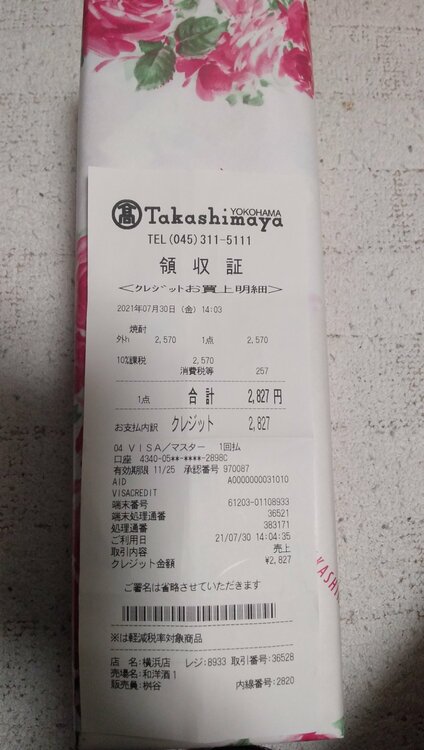 髙 Takashimaya YOKOHAMA
TEL(045)311-5111
領収証
<クレジットお買上明細>
2021年07月30日(金) 14:03
焼酎
外h 2,570 1点 2,570
10%課税 2,570
消費税等 257
1点 合計 2,827円
お支払内訳 クレジット 2,827
04 VISA/マスター 1回払
口座 4340-05**-****-2898C
有効期限 11/25 承認番号 970087
AID A0000000031010
VISACREDIT
端末番号 61203-01108933
端末処理通番 36521
処理通番 383171
ご利用日 21/07/30 14:04:35
取引内容 売上
クレジット金額 ¥2,827
ご署名は省略させていただきます
※は軽減税率対象商品
店 名:横浜店 レジ:8933 取引番号:36528
売場名:和洋酒1
販売員:桝谷 内線番号:2820
KASHI